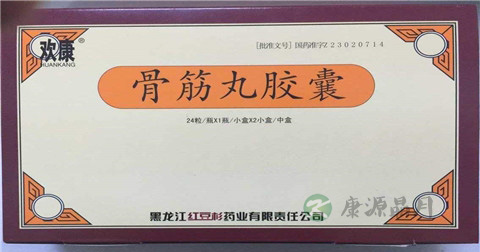 欢康®
HUANKANG
[批准文号] 国药准字Z23020714
骨筋丸胶囊
24粒/瓶X1瓶/小盒X2小盒/中盒
黑龙江红豆杉药业有限责任公司
康源晶月